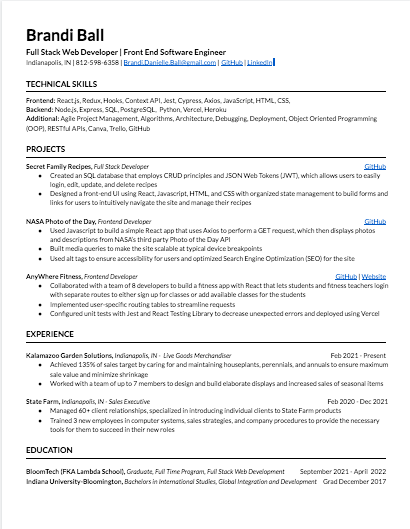 Brandi Ball
Full Stack Web Developer | Front End Software Engineer
Indianapolis, IN | 812-598-6358 | Brandi.Danielle.Ball@gmail.com | GitHub | LinkedIn
TECHNICAL SKILLS
Frontend: React.js, Redux, Hooks, Context API, Jest, Cypress, Axios, JavaScript, HTML, CSS,
Backend: Node.js, Express, SQL, PostgreSQL, Python, Vercel, Heroku
Additional: Agile Project Management, Algorithms, Architecture, Debugging, Deployment, Object Oriented Programming
(OOP), RESTful APIs, Canva, Trello, GitHub
PROJECTS
Secret Family Recipes, Full Stack Developer GitHub
● Created an SQL database that employs CRUD principles and JSON Web Tokens (JWT), which allows users to easily
login, edit, update, and delete recipes
● Designed a front-end UI using React, Javascript, HTML, and CSS with organized state management to build forms and
links for users to intuitively navigate the site and manage their recipes
NASA Photo of the Day, Frontend Developer GitHub
● Used Javascript to build a simple React app that uses Axios to perform a GET request, which then displays photos
and descriptions from NASA's third party Photo of the Day API
● Built media queries to make the site scalable at typical device breakpoints
● Used alt tags to ensure accessibility for users and optimized Search Engine Optimization (SEO) for the site
AnyWhere Fitness, Frontend Developer GitHub | Website
● Collaborated with a team of 8 developers to build a fitness app with React that lets students and fitness teachers login
with separate routes to either sign up for classes or add available classes for the students
● Implemented user-specific routing tables to streamline requests
● Configured unit tests with Jest and React Testing Library to decrease unexpected errors and deployed using Vercel
EXPERIENCE
Kalamazoo Garden Solutions, Indianapolis, IN - Live Goods Merchandiser Feb 2021 - Present
● Achieved 135% of sales target by caring for and maintaining houseplants, perennials, and annuals to ensure maximum
sale value and minimize shrinkage
● Worked with a team of up to 7 members to design and build elaborate displays and increased sales of seasonal items
State Farm, Indianapolis, IN - Sales Executive Feb 2020 - Dec 2021
● Managed 60+ client relationships, specialized in introducing individual clients to State Farm products
● Trained 3 new employees in computer systems, sales strategies, and company procedures to provide the necessary
tools for them to succeed in their new roles
EDUCATION
BloomTech (FKA Lambda School), Graduate, Full Time Program, Full Stack Web Development September 2021 - April 2022
Indiana University-Bloomington, Bachelors in International Studies, Global Integration and Development Grad December 2017